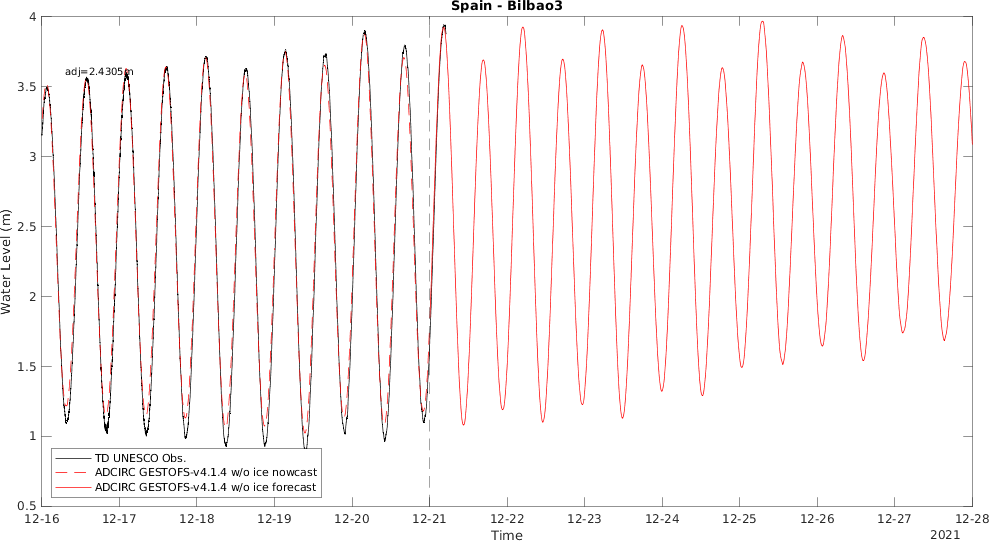 Spain - Bilbao3
4
3.5
3
2.5
2
1.5
1
0.5
Water Level (m)
adj=2.4305m
TD UNESCO Obs.
ADCIRC GESTOFS-v4.1.4 w/o ice nowcast
ADCIRC GESTOFS-v4.1.4 w/o ice forecast
12-16 12-17 12-18 12-19 12-20 12-21 12-22 12-23 12-24 12-25 12-26 12-27 12-28
Time
2021